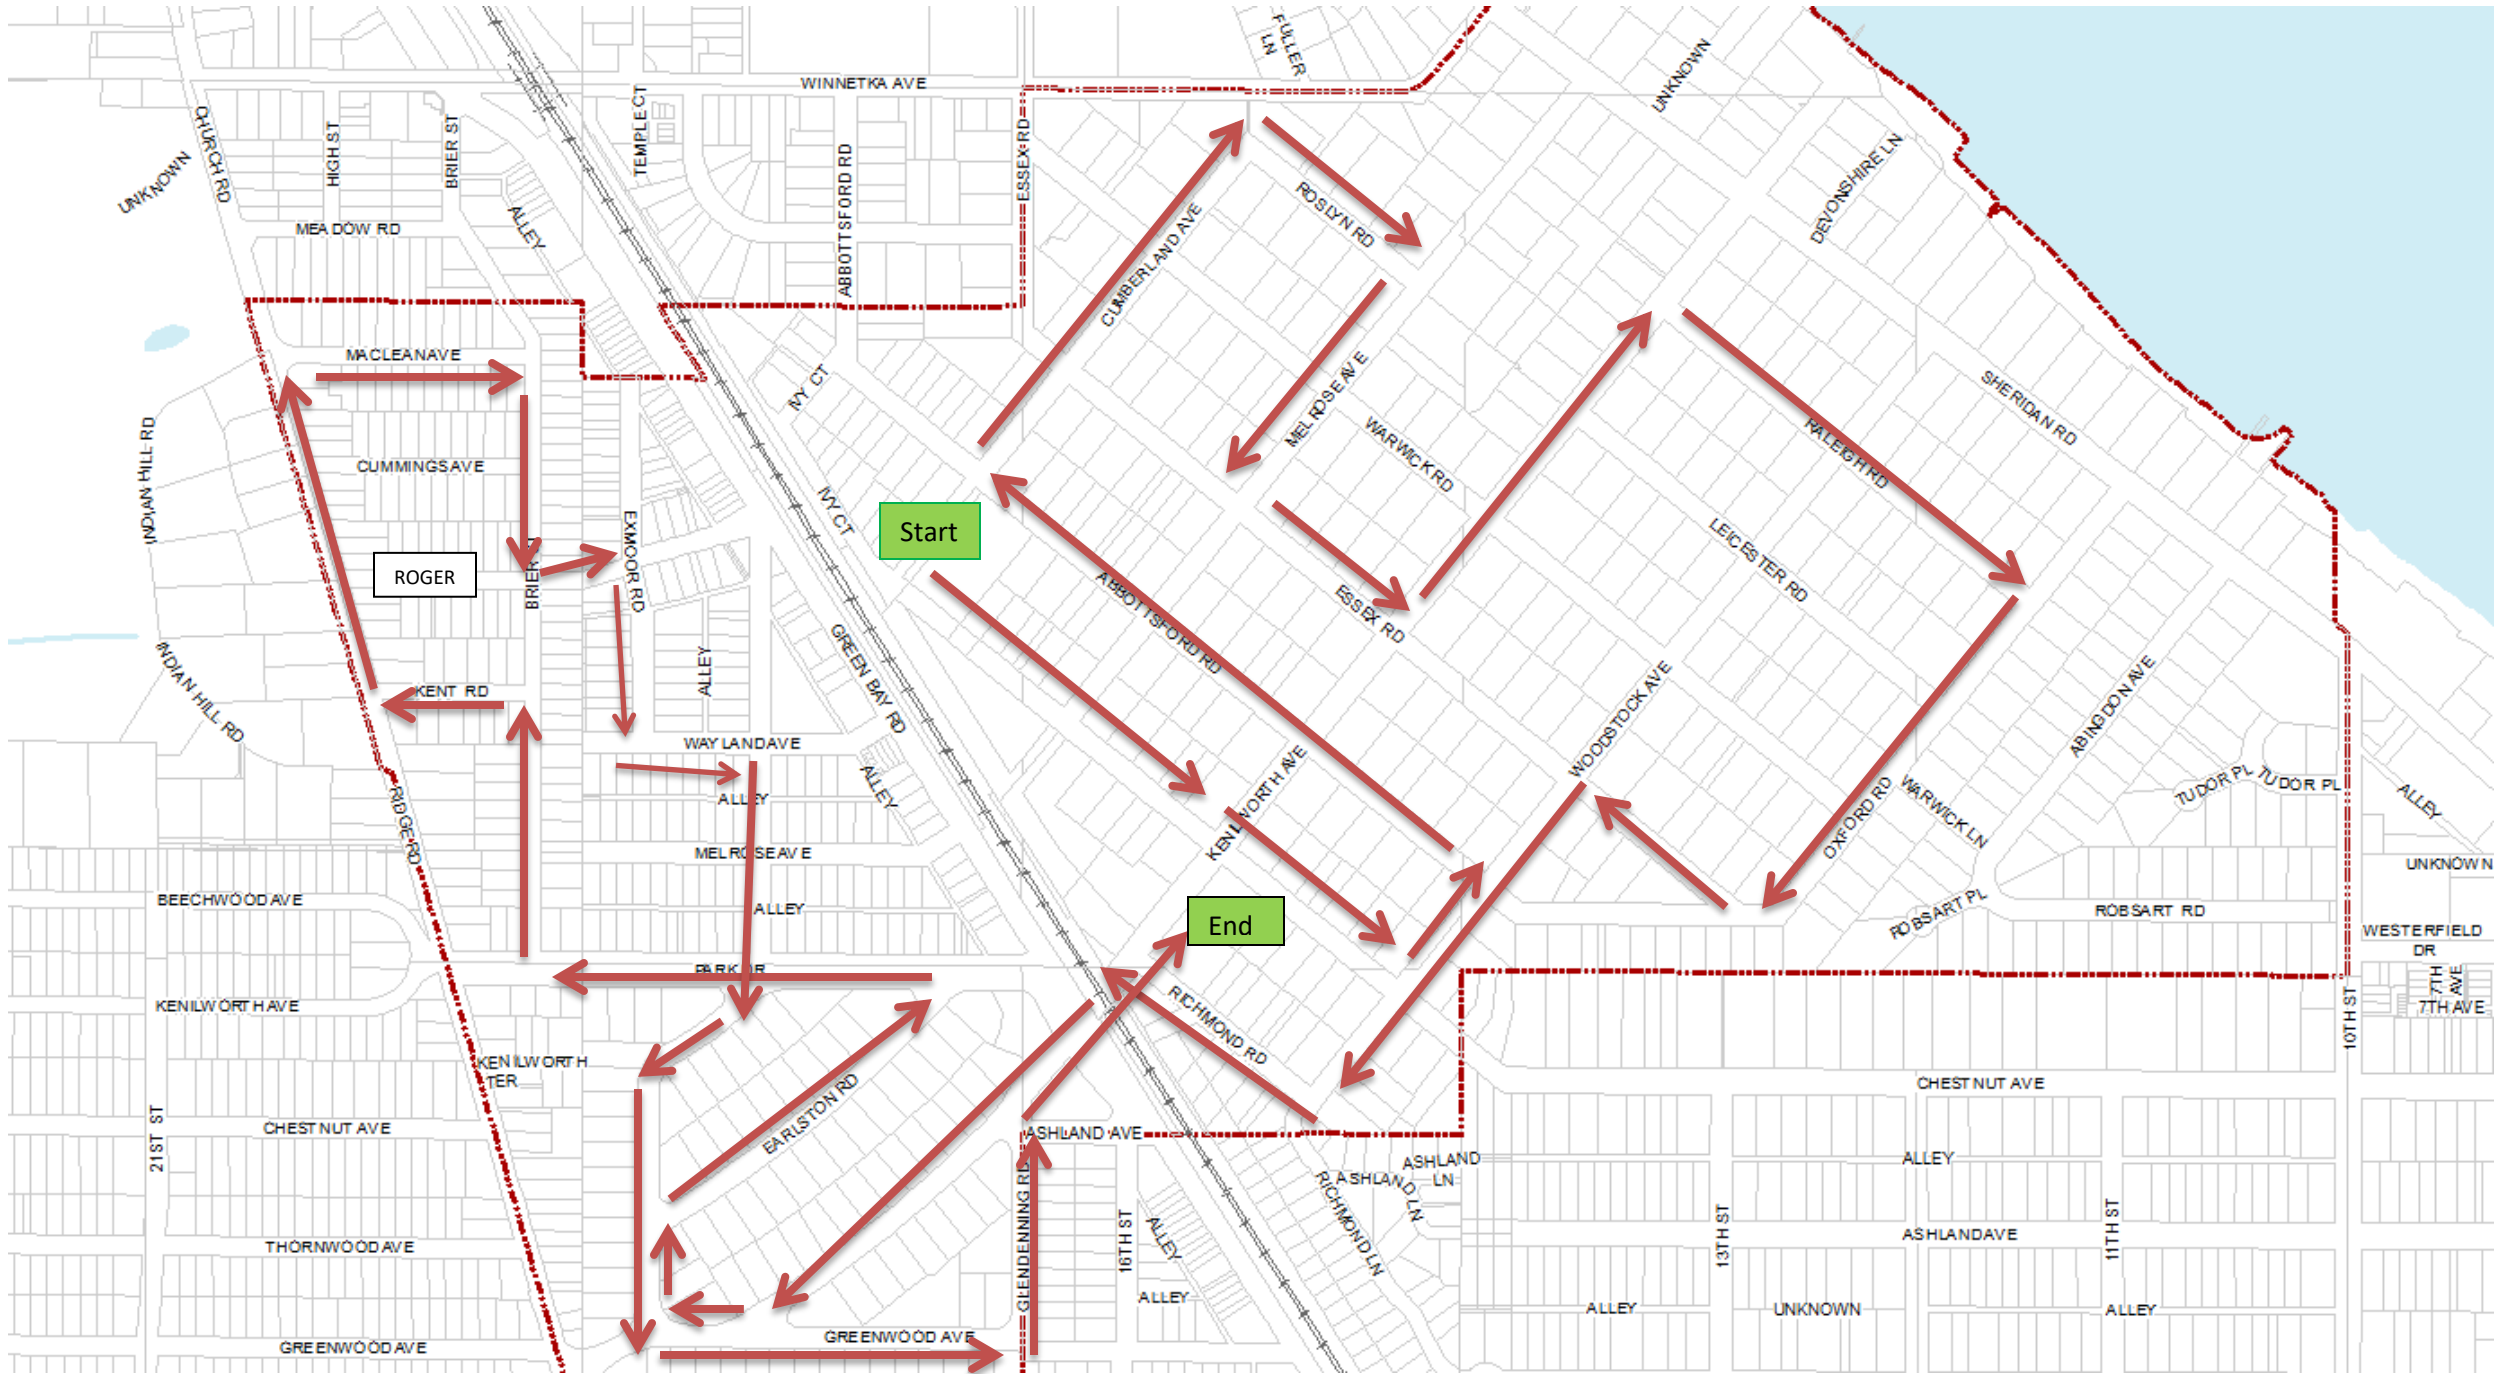 FULLER
LN
WINNETKA AVE
UNKNOWN
TEMPLE CT
CHURCH RD
HIGH ST
BRIER ST
ESSEX RD
UNKNOWN
ABBOTTSFORD RD
DEVONSHIRE LN
ALLEY
MEADOW RD
ROSLYN RD
CUMBERLAND AVE
MACLEAN AVE
IVY CT
MELROSE AVE
SHERIDAN RD
WARWICK RD
RALEIGH RD
INDIAN HILL RD
CUMMINGS AVE
IVY CT
Start
EXMOOR RD
LEICESTER RD
ROGER
BRIER ST
ABBOTTSFORD RD
ESSEX RD
INDIAN HILL RD
ALLEY
GREEN BAY RD
KENT RD
WOODSTOCK AVE
ABINGDON AVE
WAYLAND AVE
ALLEY
ALLEY
KENILWORTH AVE
TUDOR PL
TUDOR PL
ALLEY
RIDGE RD
MELROSE AVE
OXFORD RD
WARWICK LN
UNKNOWN
BEECHWOOD AVE
ALLEY
End
ROBSART PL
ROBSART RD
WESTERFIELD
DR
PARK DR
KENILWORTH AVE
RICHMOND RD
7TH
AVE
7TH AVE
10TH ST
KENILWORTH
TER
EARLSTON RD
CHESTNUT AVE
21ST ST
CHESTNUT AVE
ASHLAND AVE
ASHLAND
LN
ASHLAND LN
ALLEY
RICHMOND LN
GLENDENNING RD
16TH ST
ALLEY
13TH ST
11TH ST
THORNWOOD AVE
ASHLAND AVE
ALLEY
ALLEY
UNKNOWN
ALLEY
GREENWOOD AVE
GREENWOOD AVE